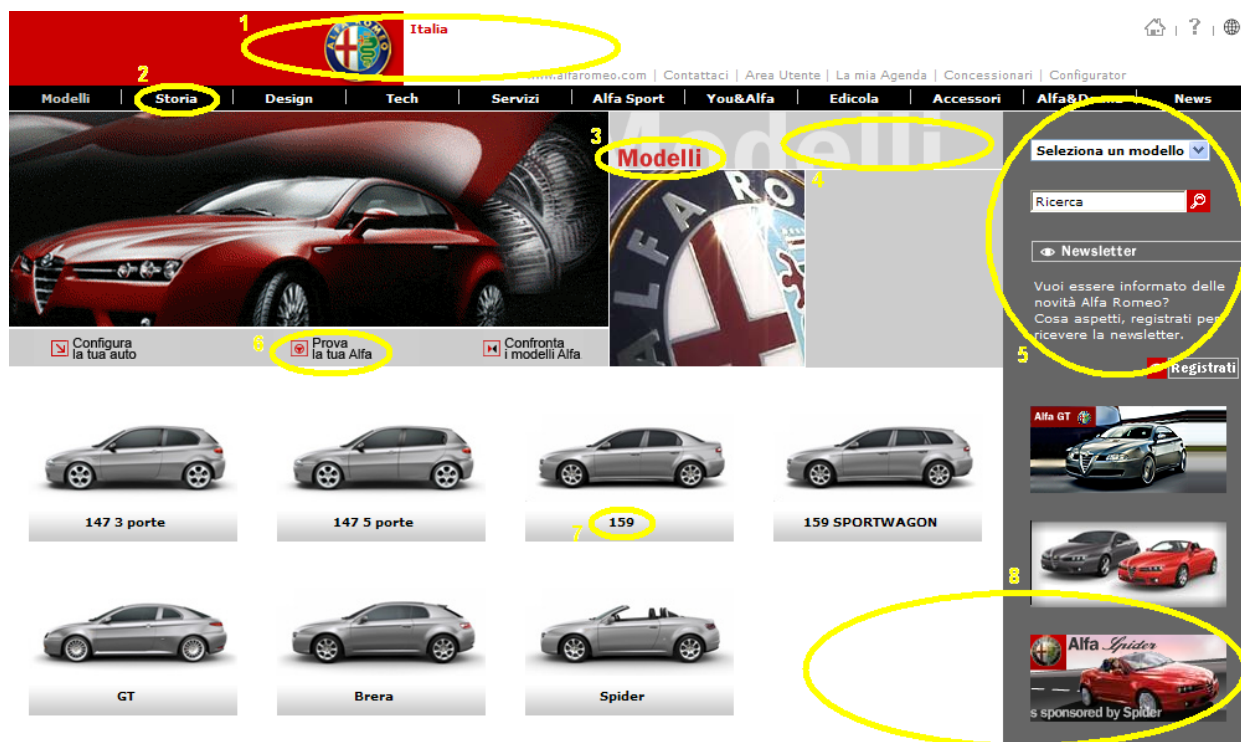 1
Italia
www.alfaromeo.com | Contattaci | Area Utente | La mia Agenda | Concessionari | Configurator
2
Modelli | Storia | Design | Tech | Servizi | Alfa Sport | You&Alfa | Edicola | Accessori | Alfa&Donna | News
Modelli
3
Modelli
4
ALFA ROMEO
Seleziona un modello
Ricerca
Newsletter
Vuoi essere informato delle
novità Alfa Romeo?
Cosa aspetti, registrati per
ricevere la newsletter.
5
Registrati
Configura
la tua auto
6
Prova
la tua Alfa
Confronta
i modelli Alfa
Alfa GT
147 3 porte
147 5 porte
7
159
159 SPORTWAGON
8
Alfa Spider
s sponsored by Spider
GT
Brera
Spider